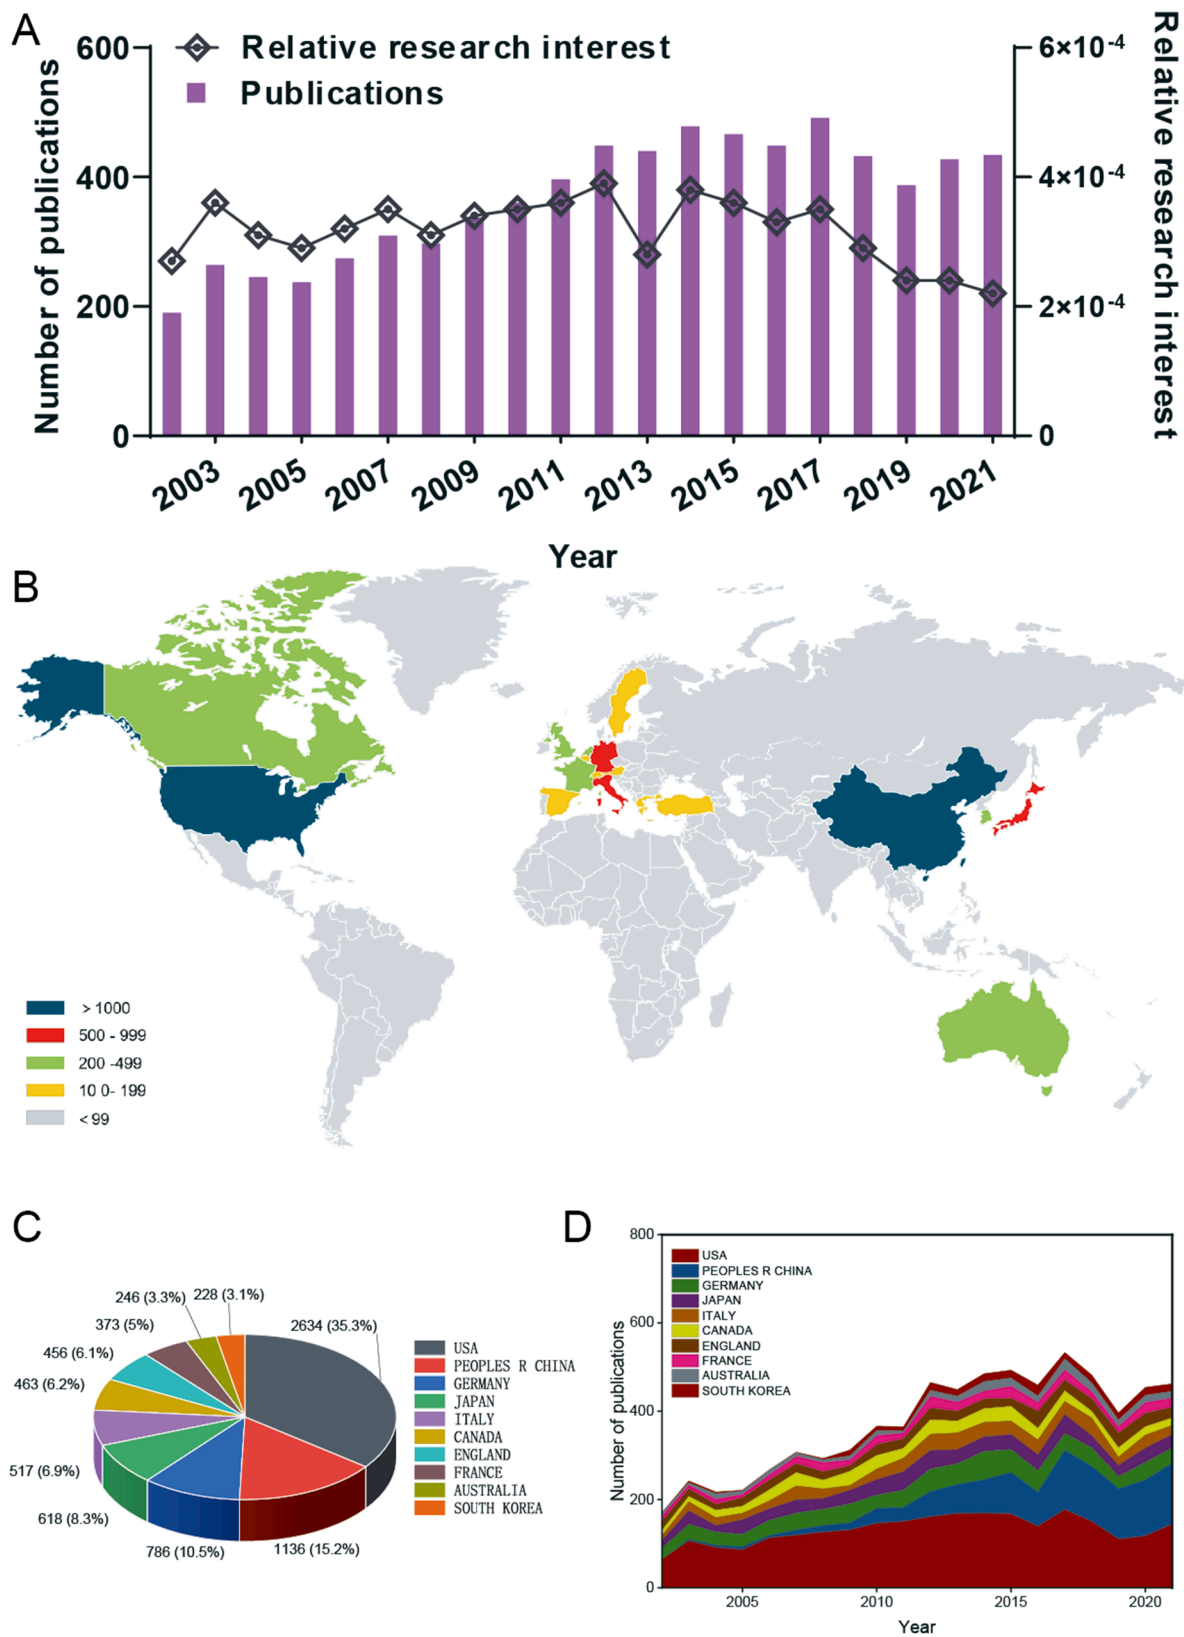 A
Relative research interest
Publications
Number of publications
600
400
200
0
6×10-4
4×10-4
2×10-4
0
Relative research interest
2003
2005
2007
2009
2011
2013
2015
2017
2019
2021
Year
B
> 1000
500 - 999
200 -499
10 0- 199
< 99
C
246 (3.3%)
228 (3.1%)
373 (5%)
2634 (35.3%)
456 (6.1%)
463 (6.2%)
517 (6.9%)
618 (8.3%)
786 (10.5%)
1136 (15.2%)
USA
PEOPLES R CHINA
GERMANY
JAPAN
ITALY
CANADA
ENGLAND
FRANCE
AUSTRALIA
SOUTH KOREA
D
Number of publications
800
600
400
200
0
USA
PEOPLES R CHINA
GERMANY
JAPAN
ITALY
CANADA
ENGLAND
FRANCE
AUSTRALIA
SOUTH KOREA
2005
2010
2015
2020
Year